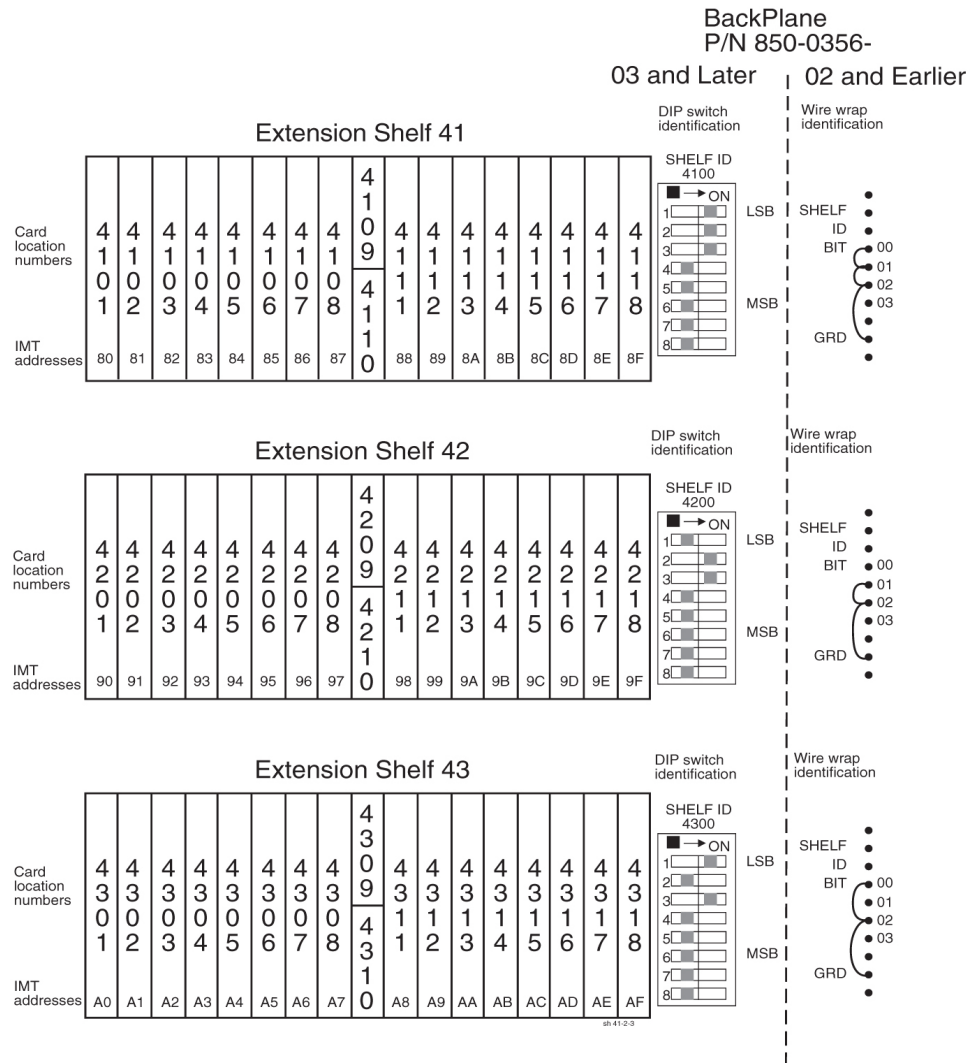 BackPlane
P/N 850-0356-
03 and Later
02 and Earlier
Extension Shelf 41
DIP switch
identification
Wire wrap
identification
SHELF ID
4100
ON
1
2
3
4
5
6
7
8
LSB
MSB
SHELF
ID
BIT
00
01
02
03
GRD
Card
location
numbers
4101 4102 4103 4104 4105 4106 4107 4108 4109 4110 4111 4112 4113 4114 4115 4116 4117 4118
IMT
addresses
80 81 82 83 84 85 86 87 88 89 8A 8B 8C 8D 8E 8F
Extension Shelf 42
DIP switch
identification
Wire wrap
identification
SHELF ID
4200
ON
1
2
3
4
5
6
7
8
LSB
MSB
SHELF
ID
BIT
00
01
02
03
GRD
Card
location
numbers
4201 4202 4203 4204 4205 4206 4207 4208 4209 4210 4211 4212 4213 4214 4215 4216 4217 4218
IMT
addresses
90 91 92 93 94 95 96 97 98 99 9A 9B 9C 9D 9E 9F
Extension Shelf 43
DIP switch
identification
Wire wrap
identification
SHELF ID
4300
ON
1
2
3
4
5
6
7
8
LSB
MSB
SHELF
ID
BIT
00
01
02
03
GRD
Card
location
numbers
4301 4302 4303 4304 4305 4306 4307 4308 4309 4310 4311 4312 4313 4314 4315 4316 4317 4318
IMT
addresses
A0 A1 A2 A3 A4 A5 A6 A7 A8 A9 AA AB AC AD AE AF
sh 41-2-3